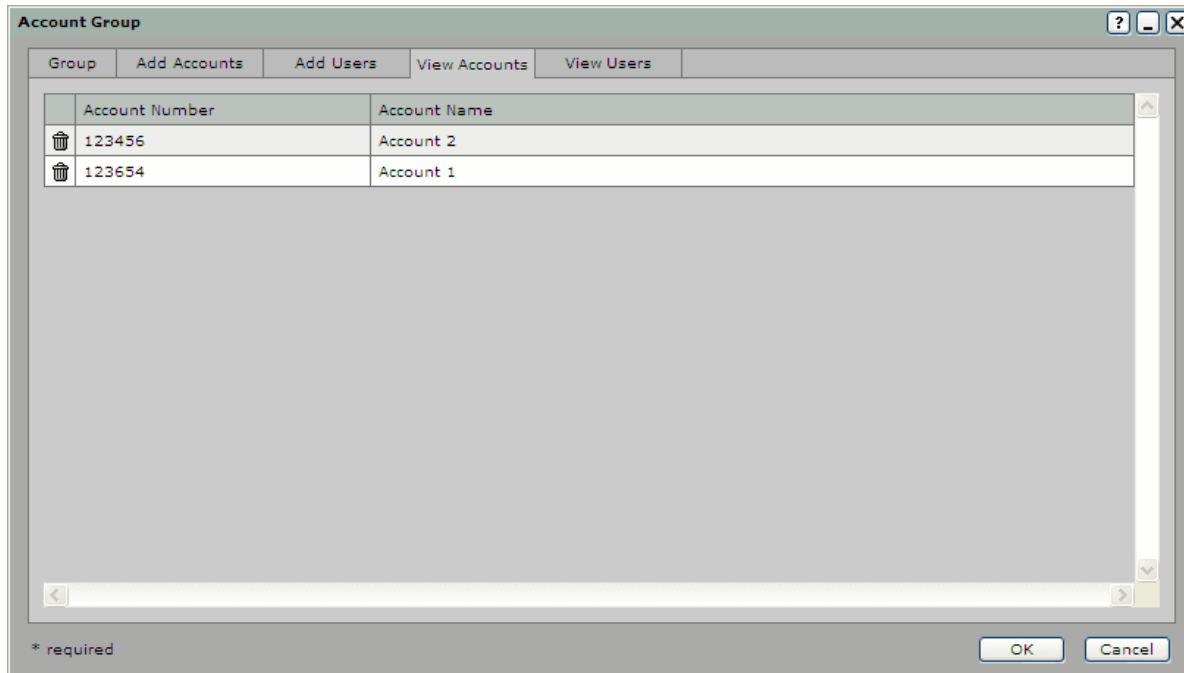 Account Group
?
Group Add Accounts Add Users View Accounts View Users
Account Number Account Name
123456 Account 2
123654 Account 1
* required OK Cancel